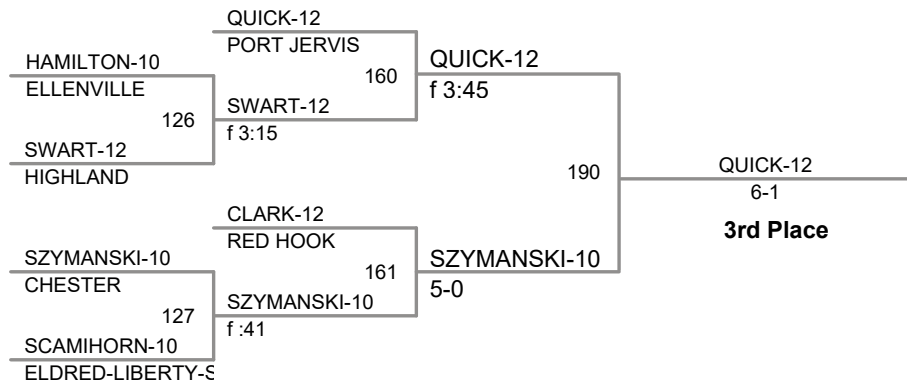 QUICK-12
PORT JERVIS
HAMILTON-10
ELLENVILLE
126
SWART-12
HIGHLAND
SWART-12
f 3:15
160
QUICK-12
f 3:45
190
QUICK-12
6-1
3rd Place
CLARK-12
RED HOOK
SZYMANSKI-10
CHESTER
127
SCAMIHORN-10
ELDRED-LIBERTY-S
SZYMANSKI-10
f :41
161
SZYMANSKI-10
5-0